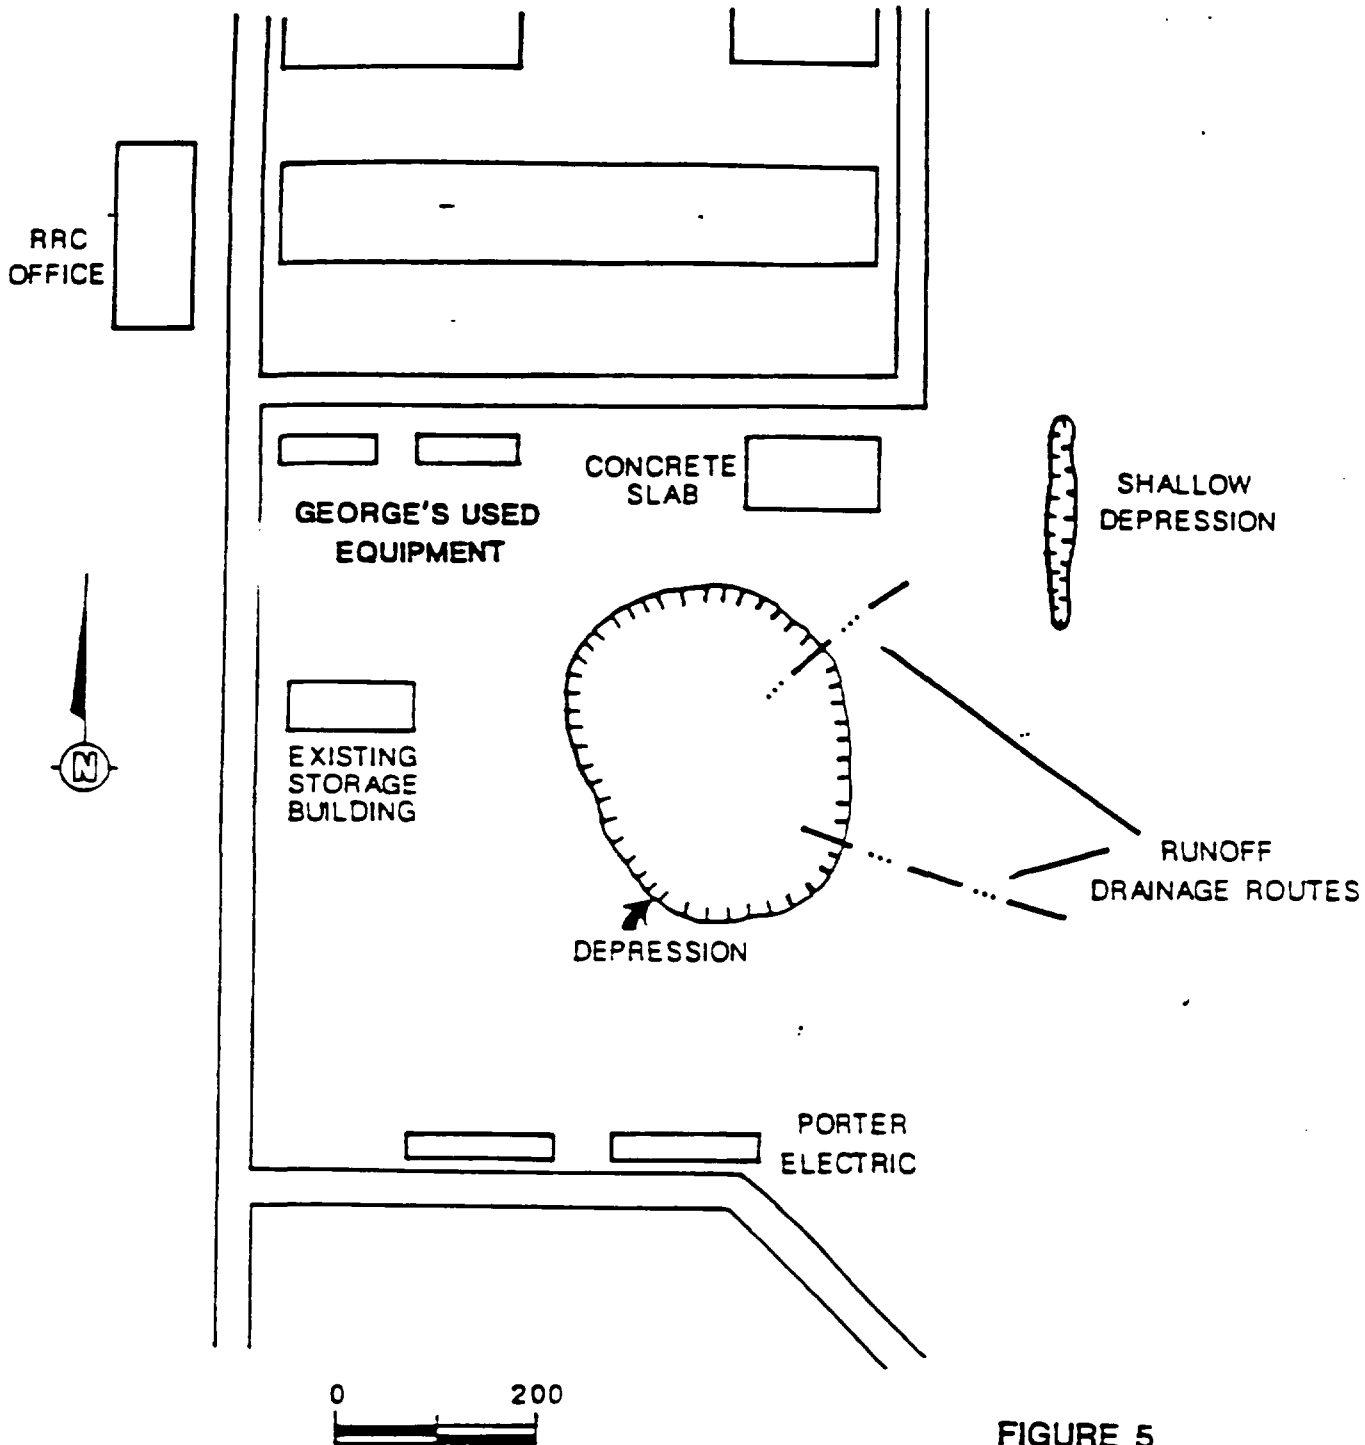 RRC
OFFICE
CONCRETE
SLAB
GEORGE'S USED
EQUIPMENT
SHALLOW
DEPRESSION
N
EXISTING
STORAGE
BUILDING
RUNOFF
DRAINAGE ROUTES
DEPRESSION
PORTER
ELECTRIC
0 200
FIGURE 5